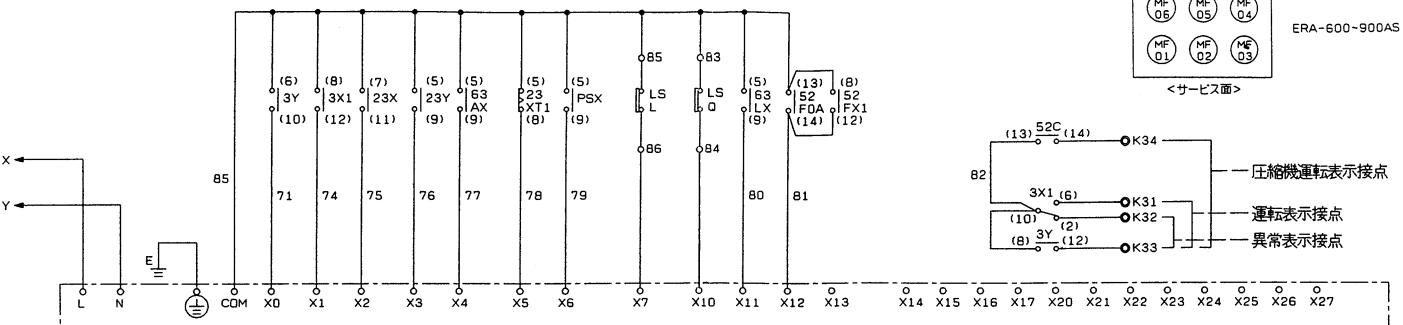 MF 06
MF 05
MF 04
MF 01
MF 02
MF 03
ERA-600~900AS
<サービス面>
85
83
(6) 3Y (10)
(8) 3X1 (12)
(7) 23X (11)
(5) 23Y (9)
(5) 63 AX (9)
(5) 23 XT1 (8)
(5) PSX (9)
LS L
LS Q
(5) 63 LX (9)
(13) 52 F0A (14)
(8) 52 FX1 (12)
86
84
X
Y
85
71
74
75
76
77
78
79
80
81
E
(13) 52C (14)
K34
82
圧縮機運転表示接点
3X1 (6)
K31
運転表示接点
(10)
(2)
K32
異常表示接点
(8) 3Y (12)
K33
L N COM X0 X1 X2 X3 X4 X5 X6 X7 X10 X11 X12 X13 X14 X15 X16 X17 X20 X21 X22 X23 X24 X25 X26 X27